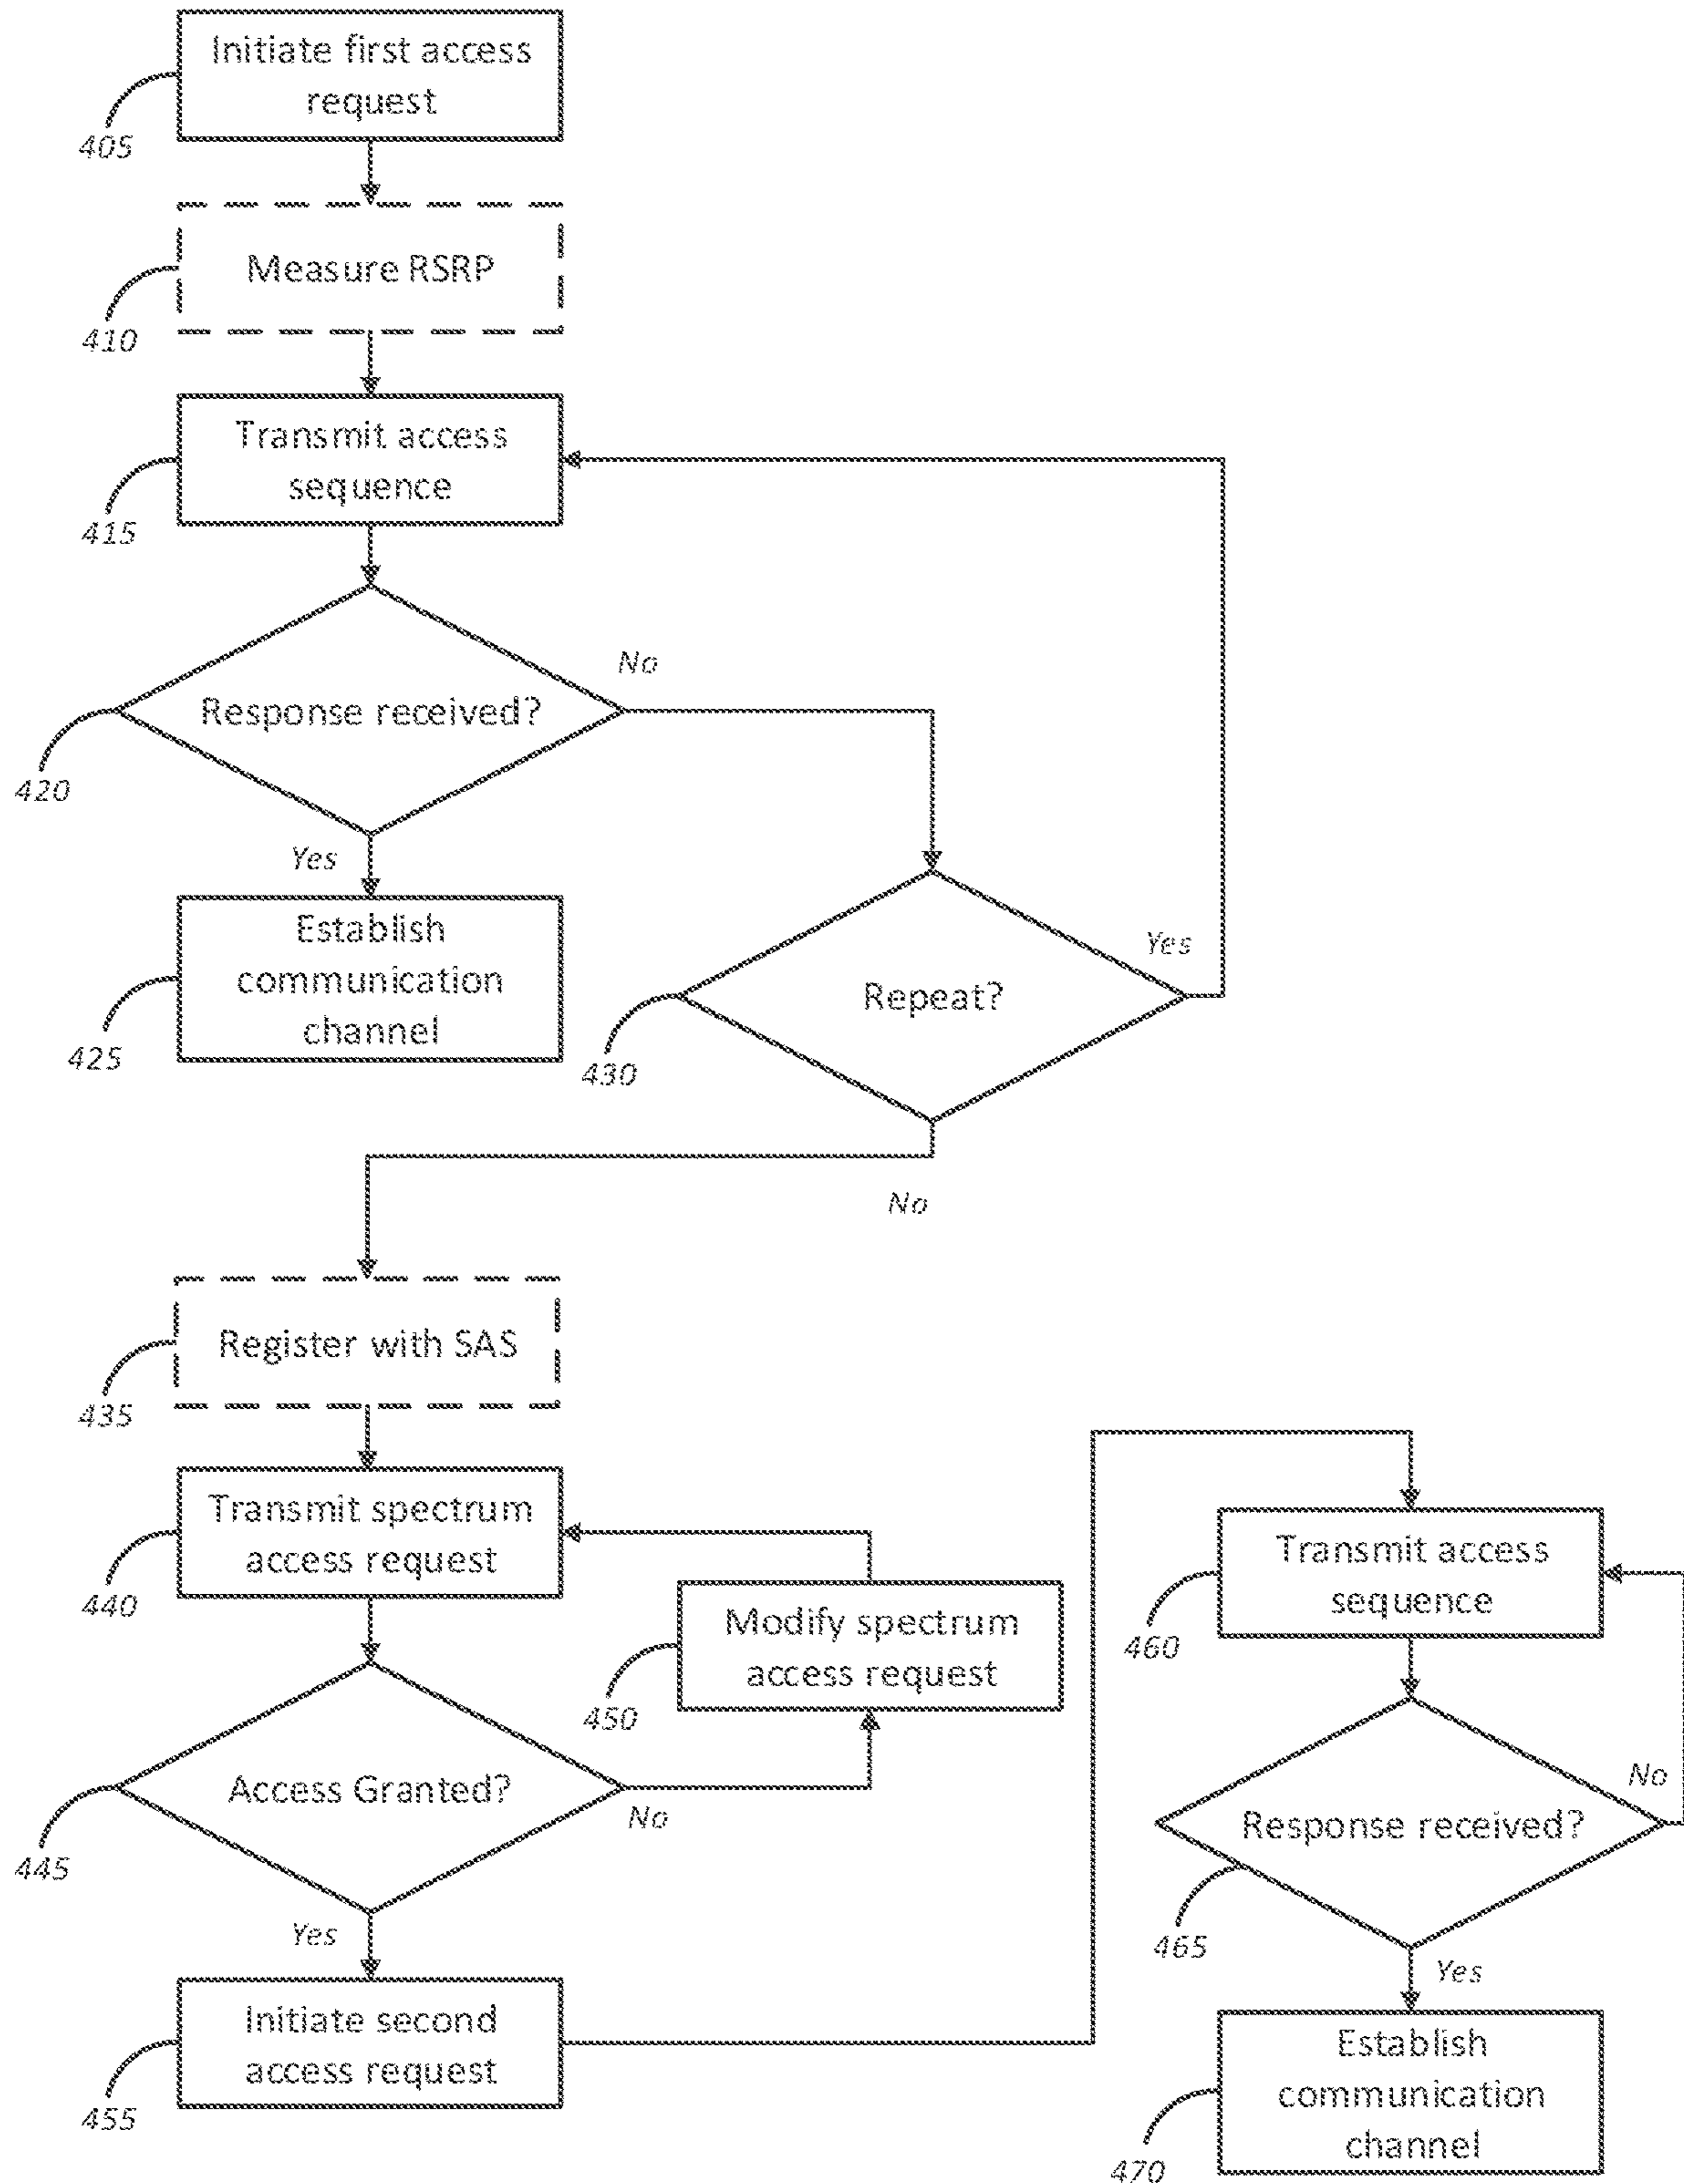 Initiate first access
request
405
Measure RSRP
410
Transmit access
sequence
415
Response received?
No
420
Yes
Establish
communication
channel
425
Repeat?
Yes
430
No
Register with SAS
435
Transmit spectrum
access request
440
Modify spectrum
access request
450
Access Granted?
No
445
Yes
Initiate second
access request
455
Transmit access
sequence
460
Response received?
No
465
Yes
Establish
communication
channel
470